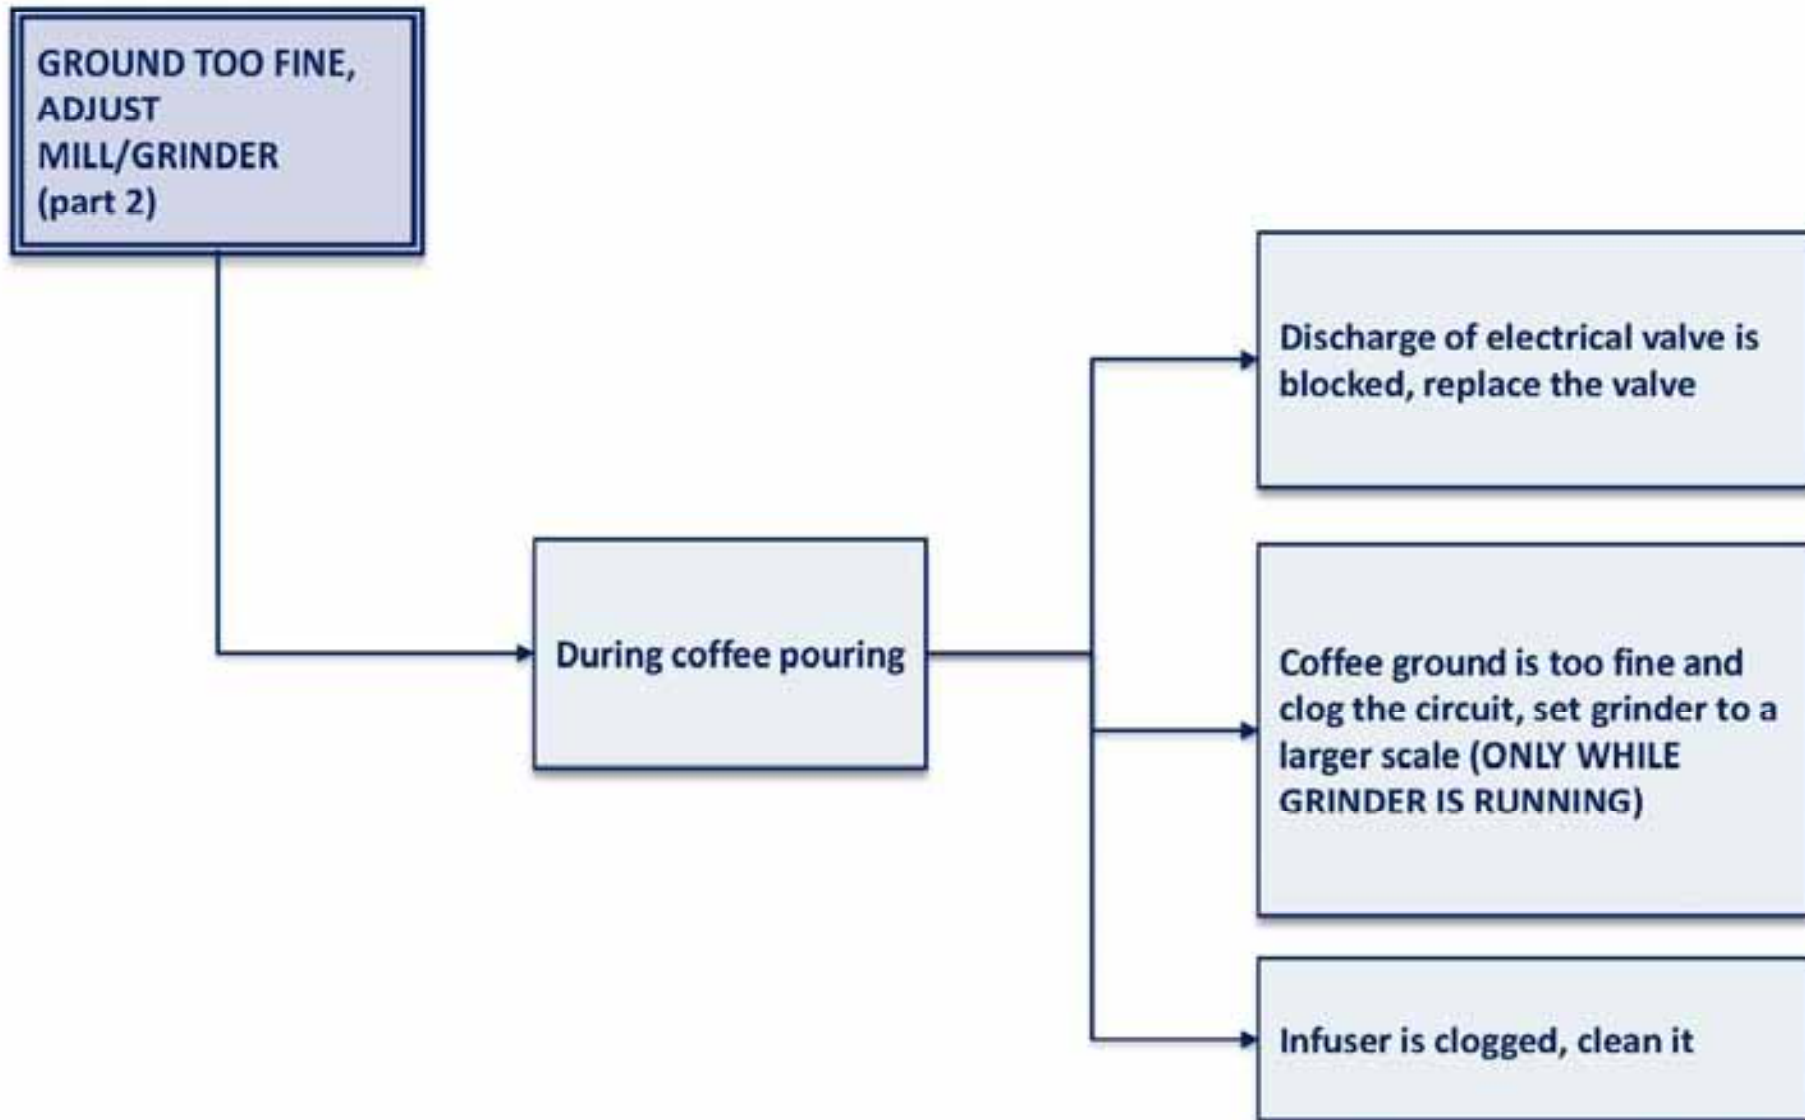 GROUND TOO FINE,
ADJUST
MILL/GRINDER
(part 2)
During coffee pouring
Discharge of electrical valve is
blocked, replace the valve
Coffee ground is too fine and
clog the circuit, set grinder to a
larger scale (ONLY WHILE
GRINDER IS RUNNING)
Infuser is clogged, clean it